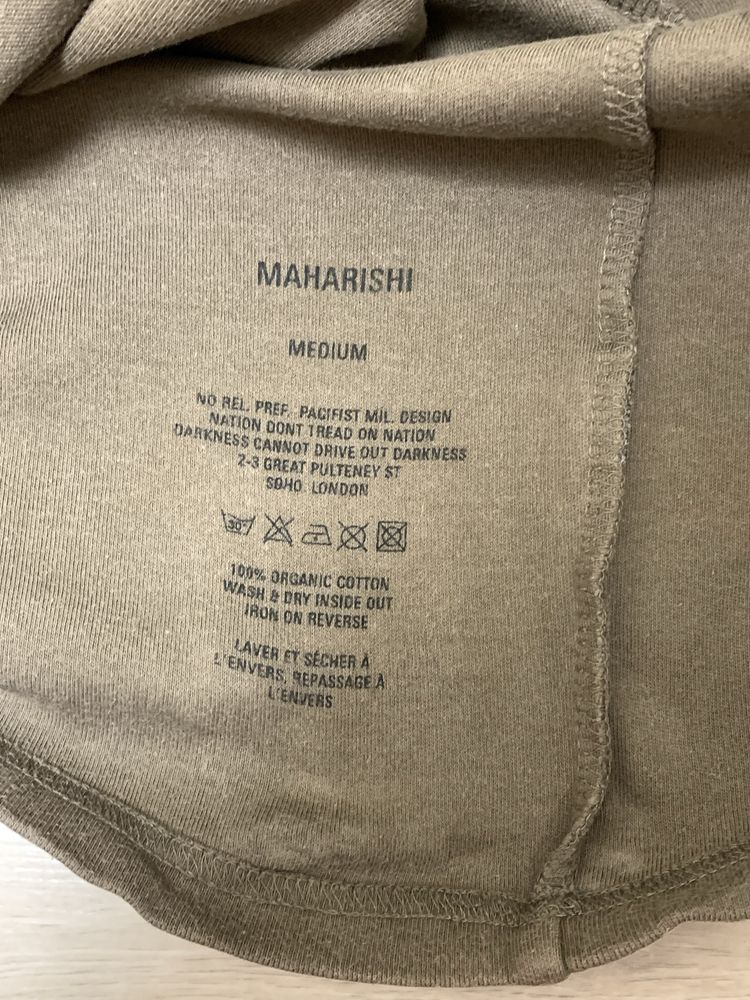 MAHARISHI
MEDIUM
NO REL. PREF. PACIFIST MIL. DESIGN
NATION DONT TREAD ON NATION
DARKNESS CANNOT DRIVE OUT DARKNESS
2-3 GREAT PULTENEY ST
SOHO. LONDON
30°
100% ORGANIC COTTON
WASH & DRY INSIDE OUT
IRON ON REVERSE
LAVER ET SÉCHER À
L'ENVERS, REPASSAGE À
L'ENVERS